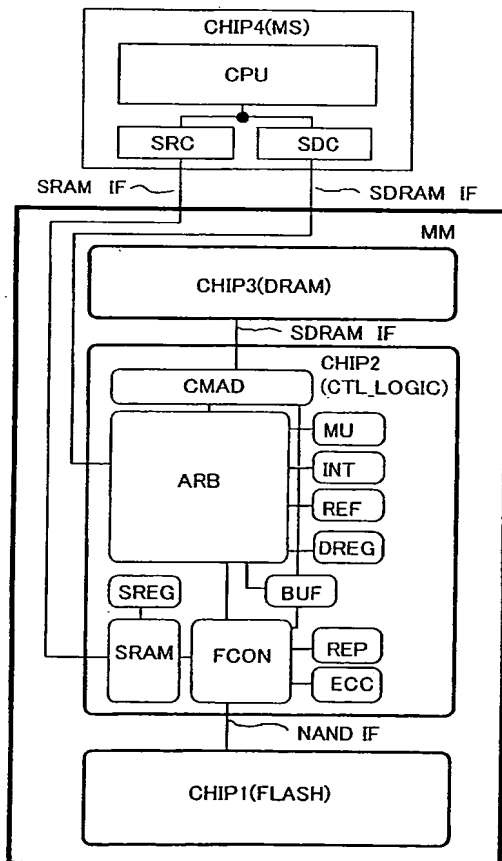 CHIP4(MS)
CPU
SRC
SDC
SRAM IF
SDRAM IF
MM
CHIP3(DRAM)
SDRAM IF
CHIP2
(CTL_LOGIC)
CMAD
ARB
MU
INT
REF
DREG
SREG
BUF
SRAM
FCON
REP
ECC
NAND IF
CHIP1(FLASH)